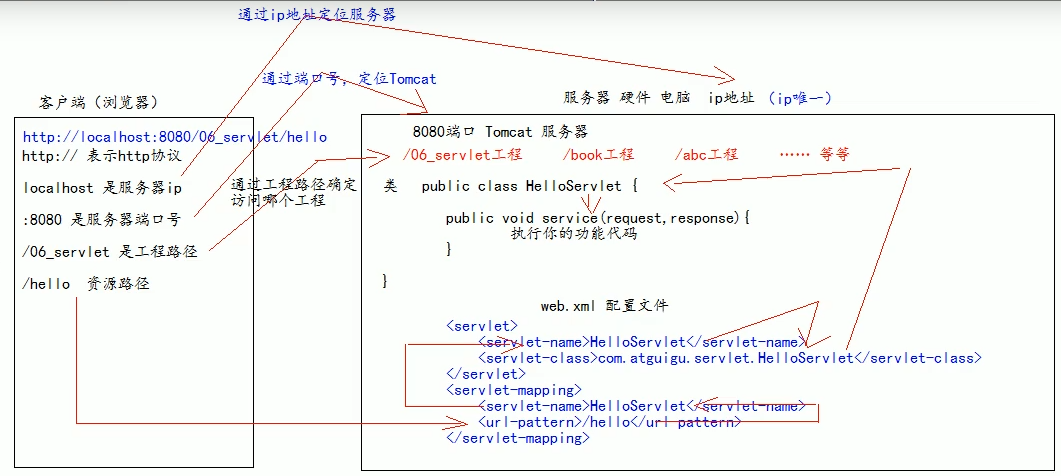 通过ip地址定位服务器
通过端口号，定位Tomcat
客户端（浏览器）
服务器 硬件 电脑 ip地址 （ip唯一）
http://localhost:8080/06_servlet/hello
http:// 表示http协议
localhost 是服务器ip
:8080 是服务器端口号
/06_servlet 是工程路径
/hello 资源路径
通过工程路径确定
访问哪个工程
8080端口 Tomcat 服务器
/06_servlet工程 /book工程 /abc工程 …… 等等
类 public class HelloServlet {
public void service(request,response){
执行你的功能代码
}
}
web.xml 配置文件
<servlet>
<servlet-name>HelloServlet</servlet-name>
<servlet-class>com.atguigu.servlet.HelloServlet</servlet-class>
</servlet>
<servlet-mapping>
<servlet-name>HelloServlet</servlet-name>
<url-pattern>/hello</url-pattern>
</servlet-mapping>